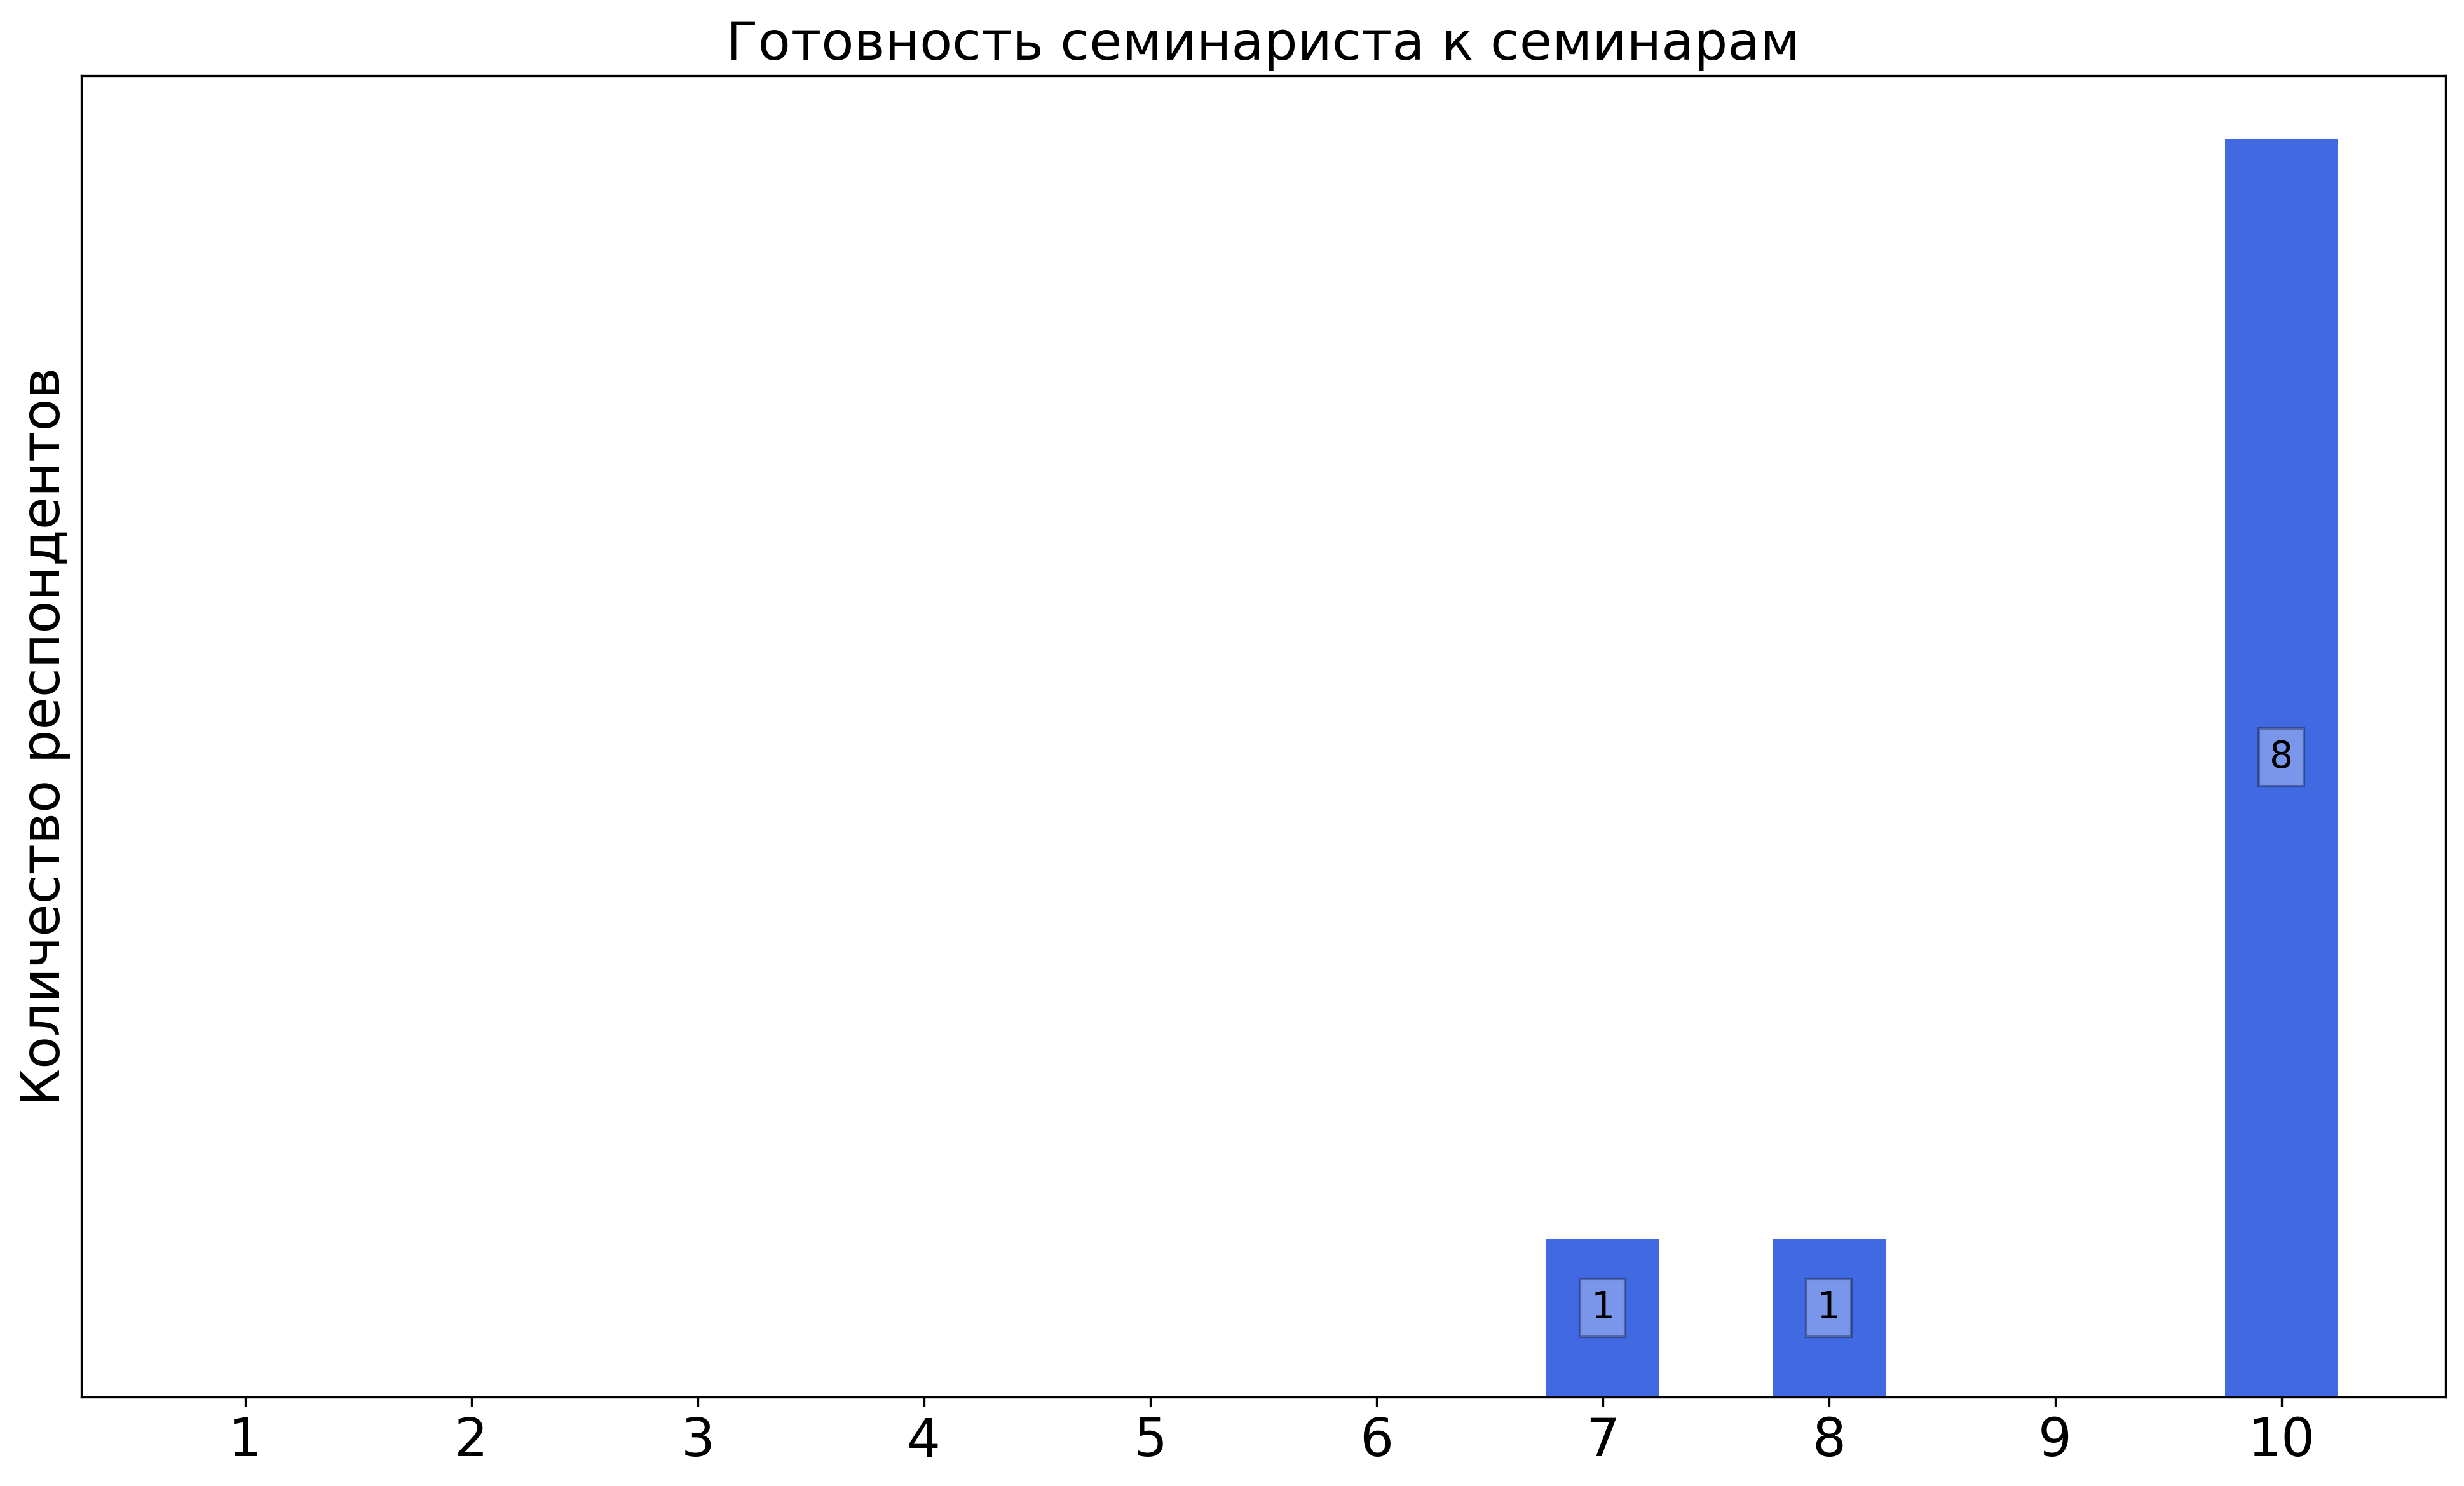 Готовность семинариста к семинарам
Количество респондентов
8
1 1
1 2 3 4 5 6 7 8 9 10